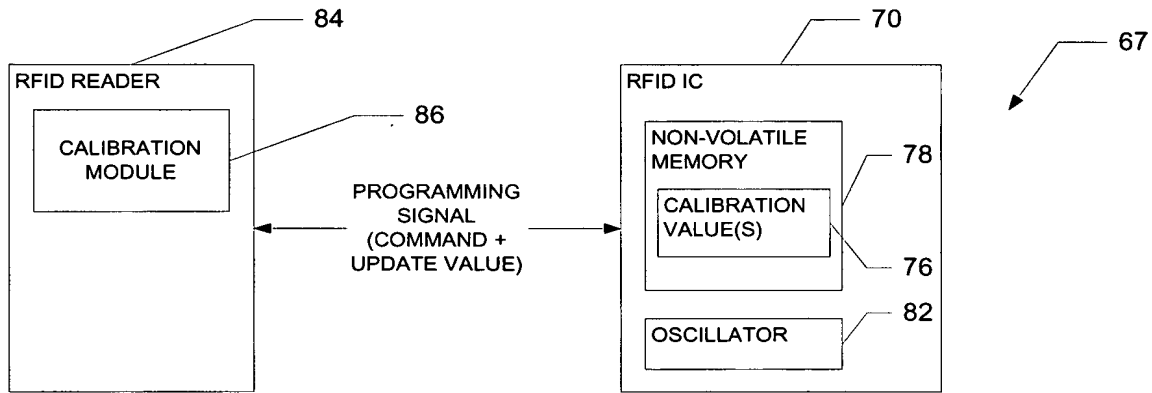 84
70
67
RFID READER
CALIBRATION
MODULE
86
PROGRAMMING
SIGNAL
(COMMAND +
UPDATE VALUE)
RFID IC
NON-VOLATILE
MEMORY
78
CALIBRATION
VALUE(S)
76
OSCILLATOR
82